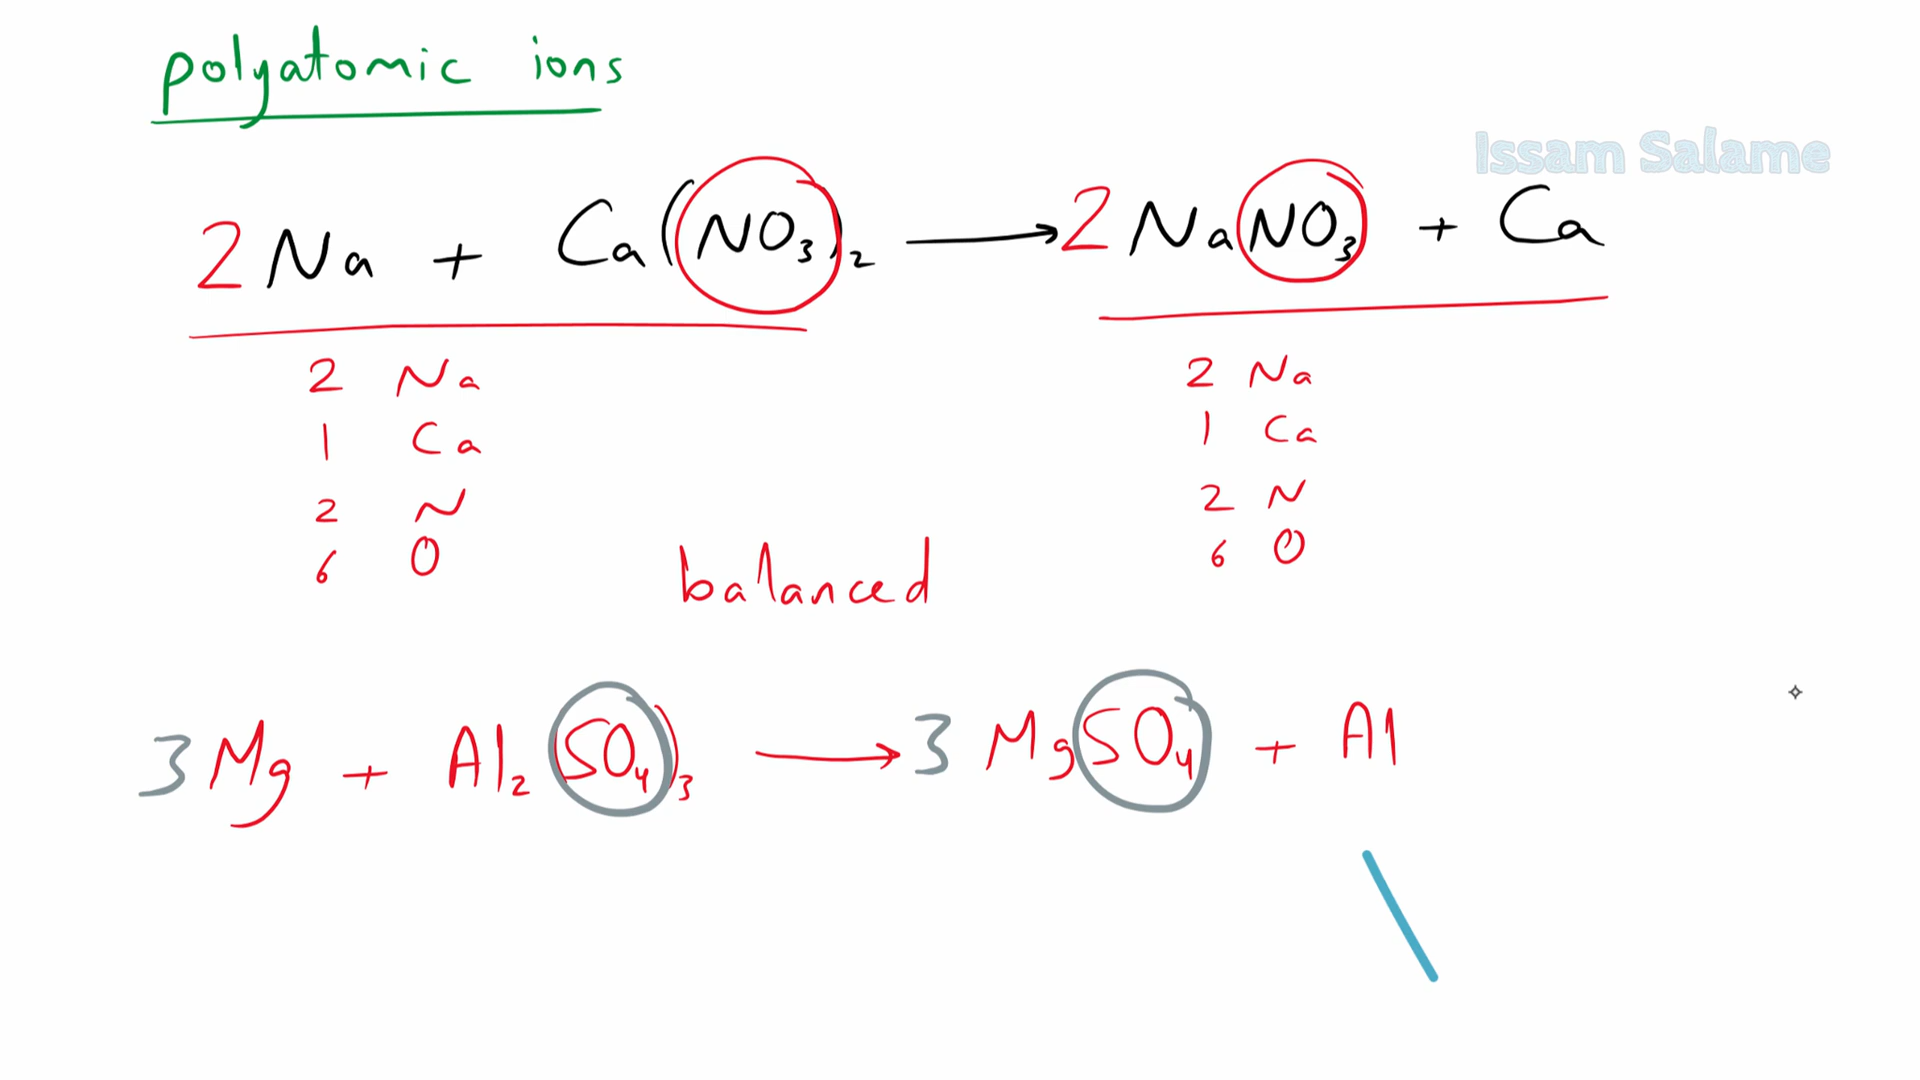 polyatomic ions
Issam Salame
2Na + Ca(NO₃)₂ ⟶ 2NaNO₃ + Ca
2 Na 2 Na
1 Ca 1 Ca
2 N 2 N
6 O 6 O
balanced
3Mg + Al₂(SO₄)₃ ⟶ 3MgSO₄ + Al